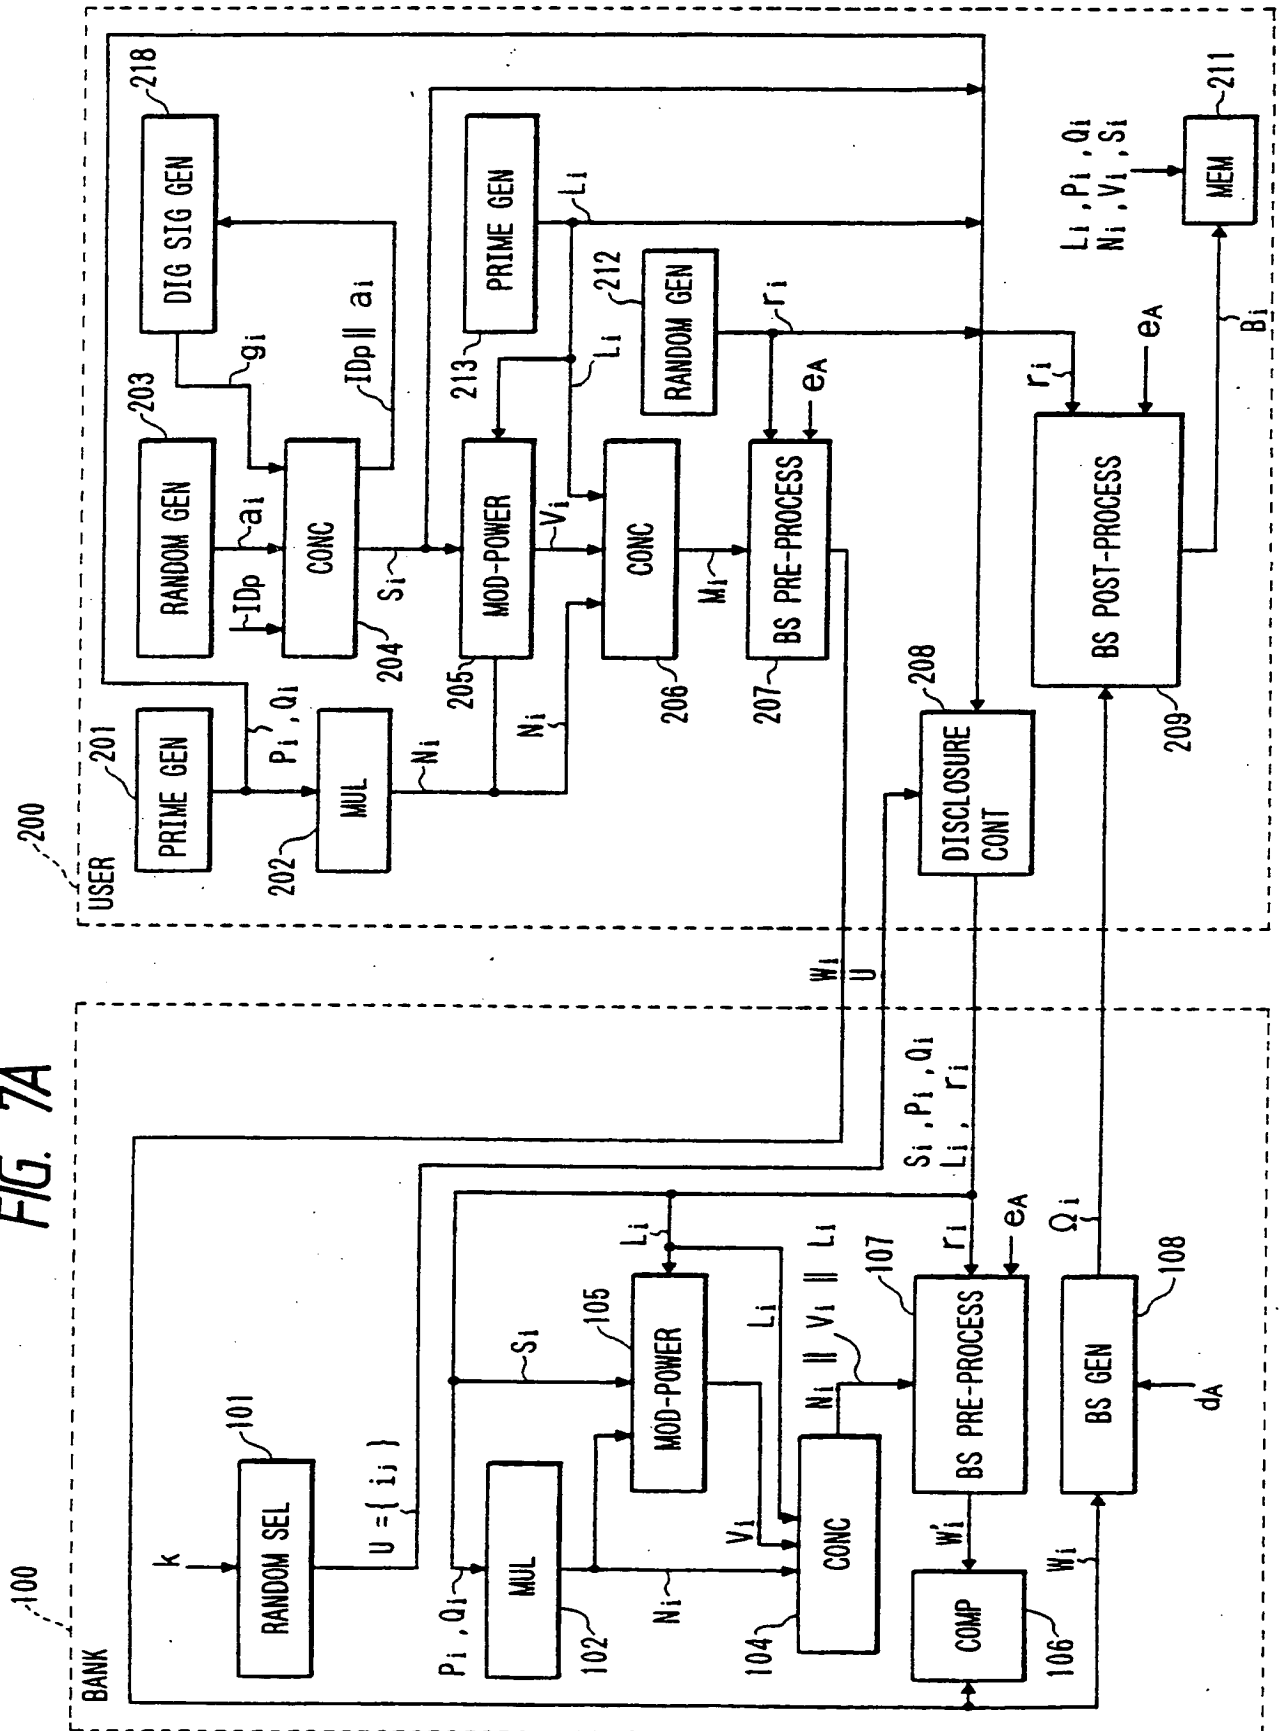 FIG. 7A
100
BANK
k
RANDOM SEL
101
U = { ij }
Pi , Qi
MUL
102
Si
Li
MOD-POWER
105
Ni
Vi
Li
CONC
104
Ni || Vi || Li
ri
BS PRE-PROCESS
107
eA
W'i
COMP
106
Wi
BS GEN
108
dA
Ωi
Wi
U
Si , Pi , Qi
Li , ri
200
USER
PRIME GEN
201
Pi , Qi
MUL
202
Ni
Ni
RANDOM GEN
203
ai
IDp
gi
DIG SIG GEN
218
CONC
204
IDp || ai
Si
MOD-POWER
205
Vi
PRIME GEN
213
Li
Li
CONC
206
Mi
RANDOM GEN
212
ri
BS PRE-PROCESS
207
eA
DISCLOSURE
CONT
208
BS POST-PROCESS
209
ri
eA
Bi
Li , Pi , Qi
Ni , Vi , Si
MEM
211